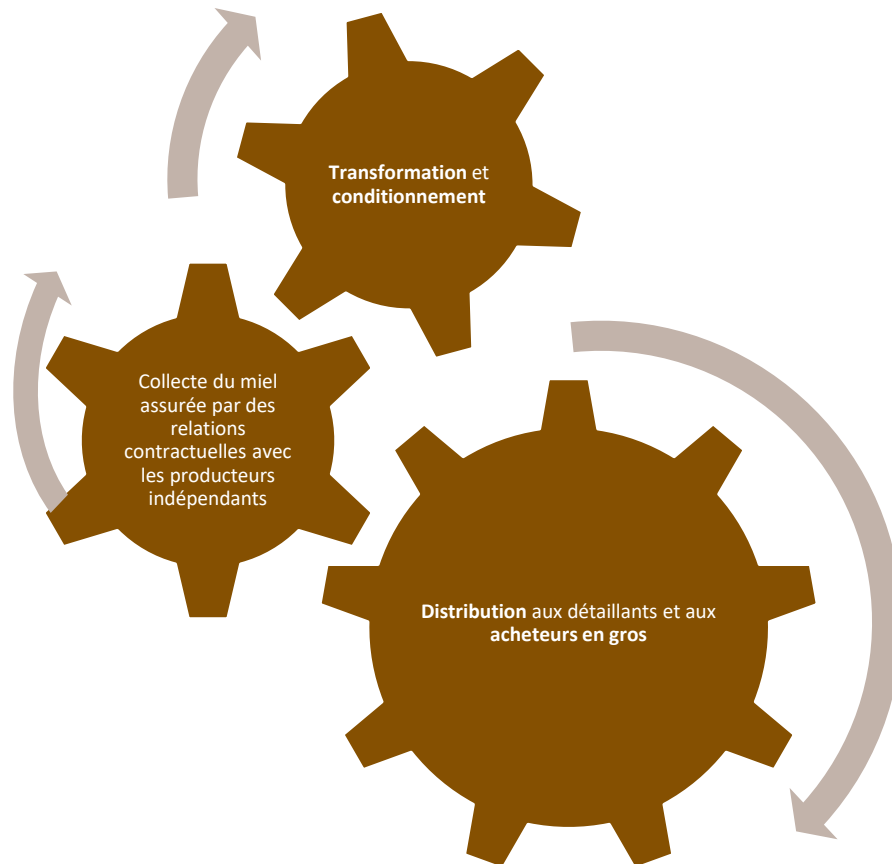 Transformation et
conditionnement
Collecte du miel
assurée par des
relations
contractuelles avec
les producteurs
indépendants
Distribution aux détaillants et aux
acheteurs en gros